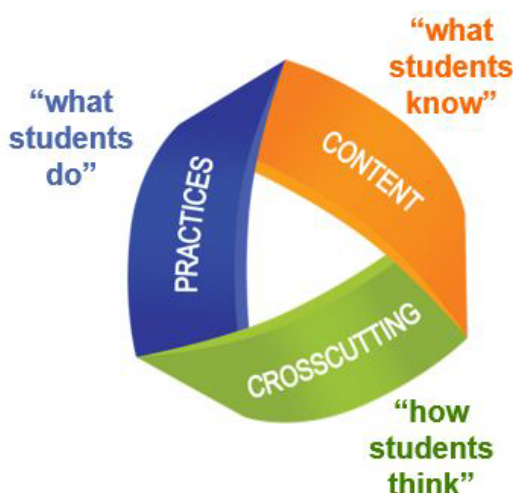 “what
students
do”
PRACTICES
“what
students
know”
CONTENT
CROSSCUTTING
“how
students
think”